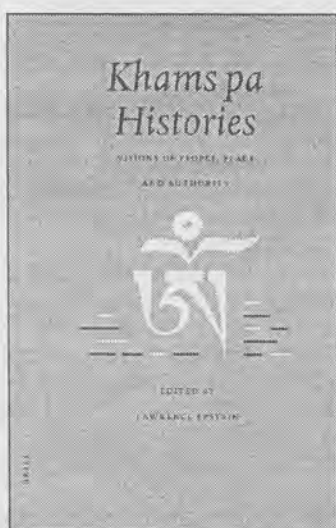 Khams pa
Histories
VISIONS OF PEOPLE, PLACE
AND AUTHORITY
ༀ
EDITED BY
LAWRENCE EPSTEIN
BRILL